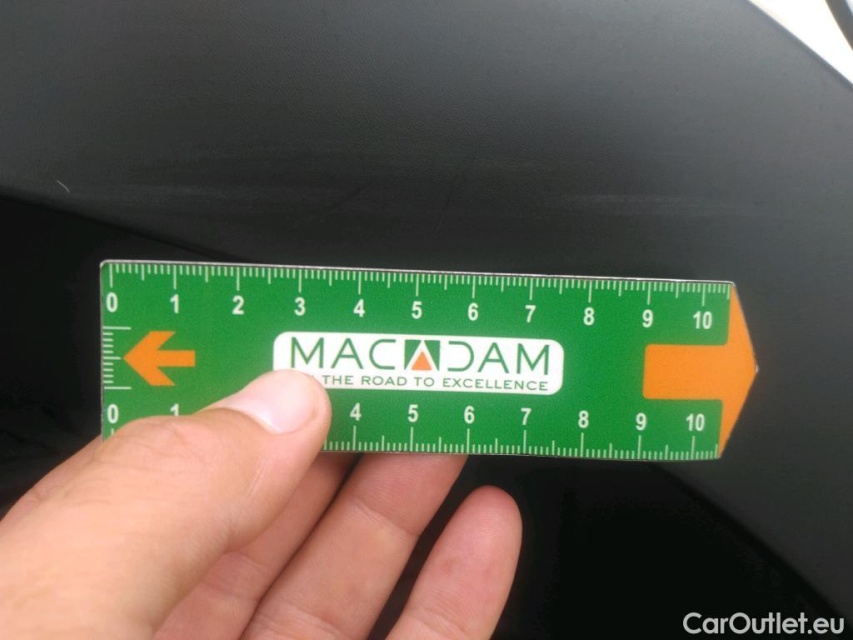 0 1 2 3 4 5 6 7 8 9 10
MACADAM
THE ROAD TO EXCELLENCE
0 1 4 5 6 7 8 9 10
CarOutlet.eu